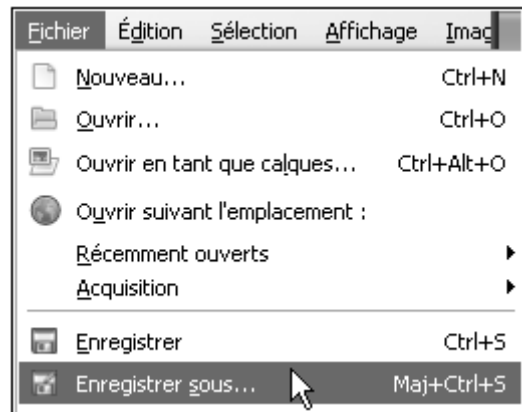 Fichier Édition Sélection Affichage Imag
Nouveau... Ctrl+N
Ouvrir... Ctrl+O
Ouvrir en tant que calques... Ctrl+Alt+O
Ouvrir suivant l'emplacement :
Récemment ouverts
Acquisition
Enregistrer Ctrl+S
Enregistrer sous... Maj+Ctrl+S